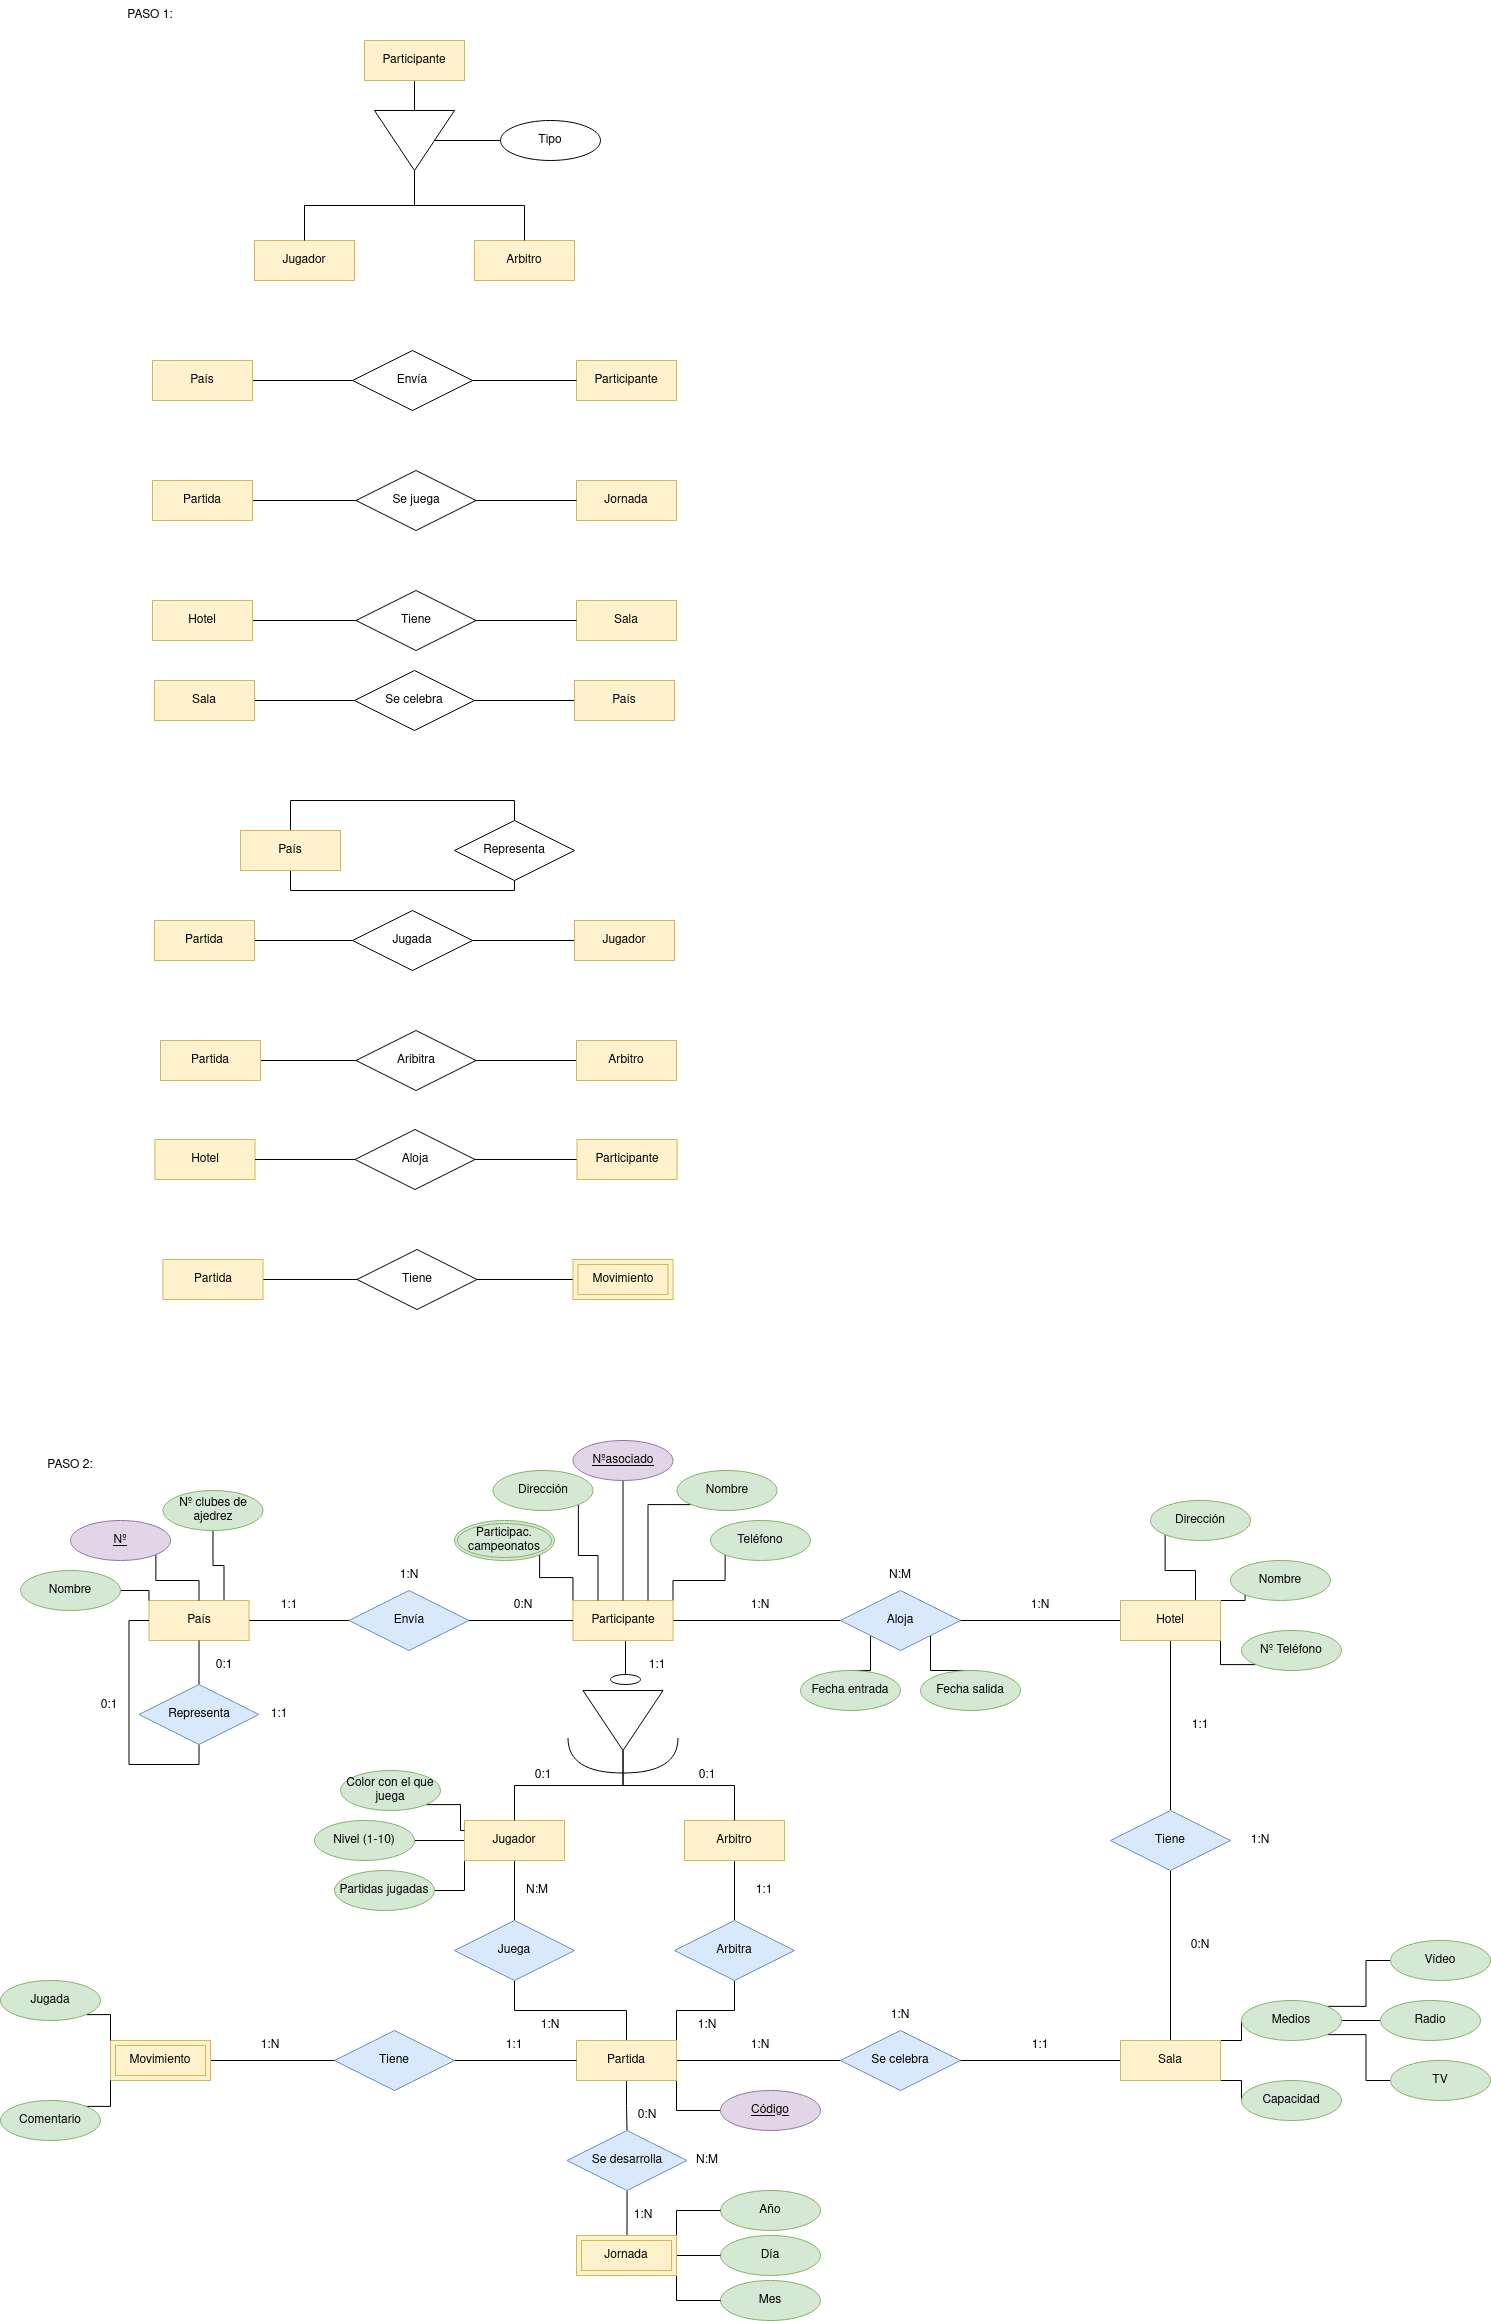 PASO 1:
Participante
Tipo
Jugador
Arbitro
País
Envía
Participante
Partida
Se juega
Jornada
Hotel
Tiene
Sala
Sala
Se celebra
País
País
Representa
Partida
Jugada
Jugador
Partida
Aribitra
Arbitro
Hotel
Aloja
Participante
Partida
Tiene
Movimiento
PASO 2:
Nºasociado
Dirección
Nombre
Nº clubes de
ajedrez
Nº
Participac.
campeonatos
Teléfono
Dirección
Nombre
Nombre
1:N
N:M
1:1
0:N
1:N
1:N
País
Envía
Participante
Aloja
Hotel
Nº Teléfono
0:1
1:1
0:1
Representa
1:1
Fecha entrada
Fecha salida
1:1
0:1
0:1
Color con el que
juega
Nivel (1-10)
Jugador
Arbitro
Tiene
1:N
Partidas jugadas
N:M
1:1
Juega
Arbitra
0:N
Vídeo
Jugada
Medios
Radio
1:N
1:N
1:N
1:N
1:1
1:N
1:1
Movimiento
Tiene
Partida
Se celebra
Sala
TV
Comentario
Código
Capacidad
0:N
Se desarrolla
N:M
1:N
Año
Jornada
Día
Mes